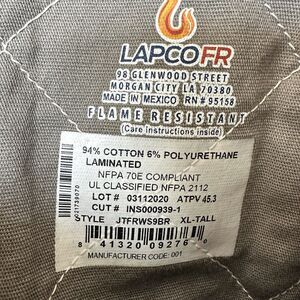 LAPCOFR
98 GLENWOOD STREET
MORGAN CITY LA 70380
MADE IN MEXICO RN# 95158
FLAME RESISTANT
(Care Instructions inside)
94% COTTON 6% POLYURETHANE
LAMINATED
NFPA 70E COMPLIANT
UL CLASSIFIED NFPA 2112
LOT # 03112020 ATPV 45.3
CUT # INS000939-1
STYLE JTFRWS9BR XL-TALL
8 41320 09276 0
MANUFACTURER CODE: 001